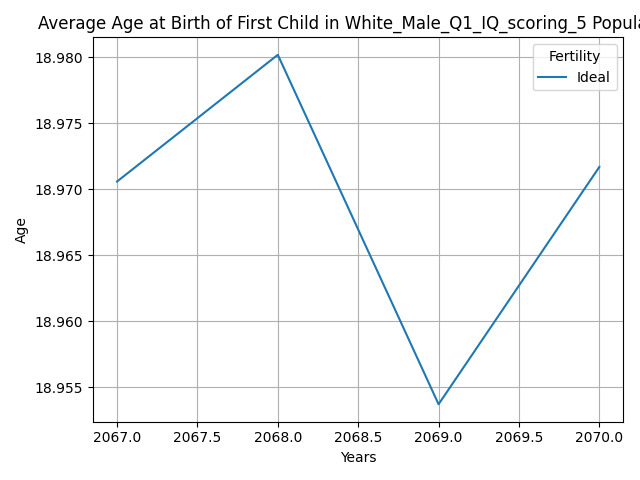 Average Age at Birth of First Child in White_Male_Q1_IQ_scoring_5 Popula
Fertility
Ideal
18.980
18.975
18.970
18.965
18.960
18.955
Age
2067.0 2067.5 2068.0 2068.5 2069.0 2069.5 2070.0
Years